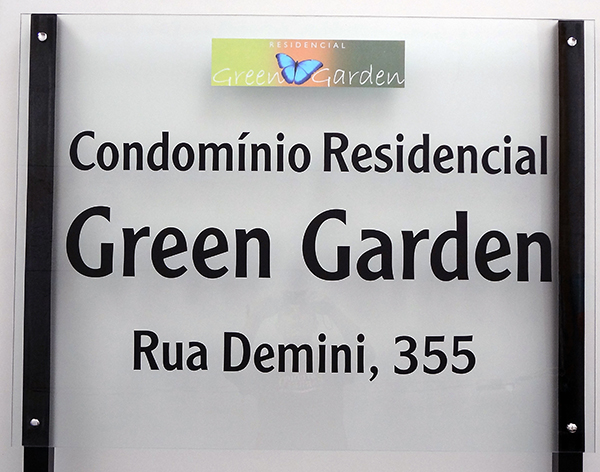 RESIDENCIAL
Green Garden
Condomínio Residencial
Green Garden
Rua Demini, 355